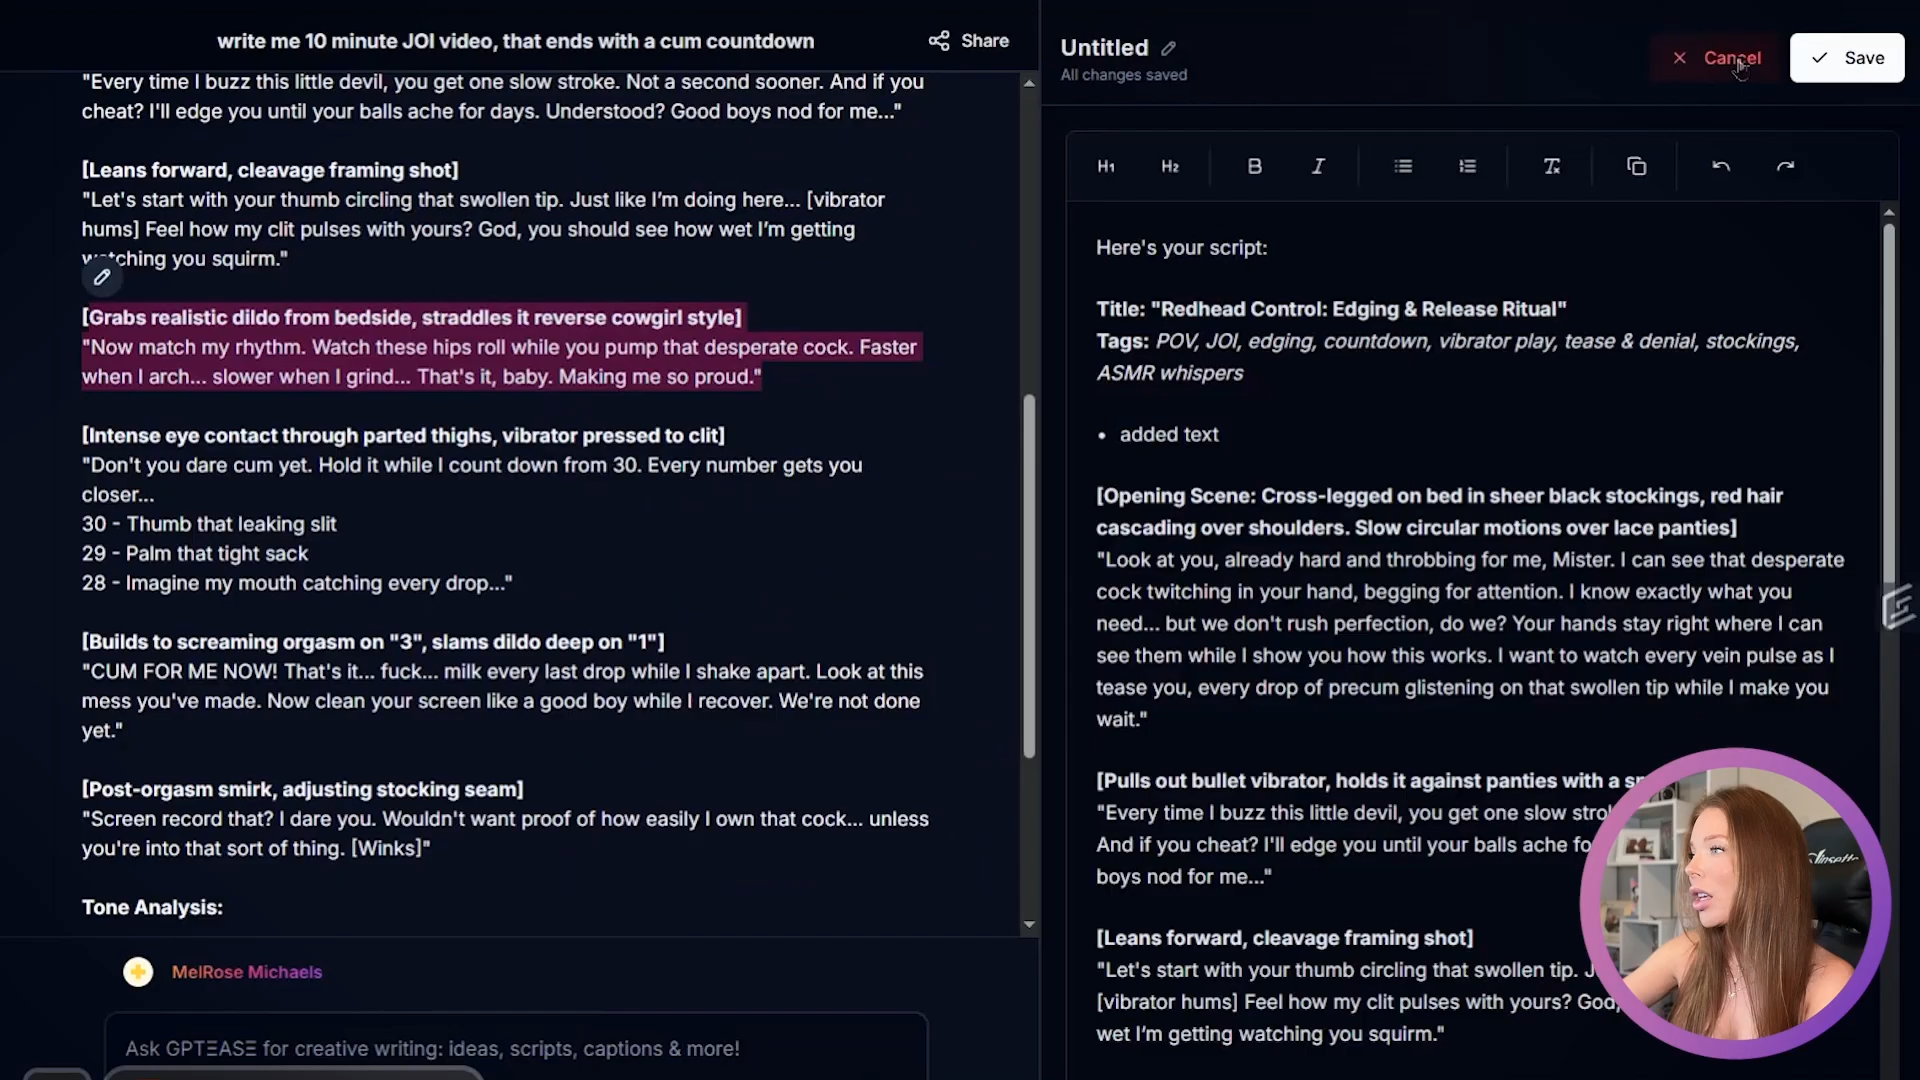 write me 10 minute JOI video, that ends with a cum countdown
Share
"Every time I buzz this little devil, you get one slow stroke. Not a second sooner. And if you
cheat? I'll edge you until your balls ache for days. Understood? Good boys nod for me..."
[Leans forward, cleavage framing shot]
"Let's start with your thumb circling that swollen tip. Just like I'm doing here... [vibrator
hums] Feel how my clit pulses with yours? God, you should see how wet I'm getting
watching you squirm."
[Grabs realistic dildo from bedside, straddles it reverse cowgirl style]
"Now match my rhythm. Watch these hips roll while you pump that desperate cock. Faster
when I arch... slower when I grind... That's it, baby. Making me so proud."
[Intense eye contact through parted thighs, vibrator pressed to clit]
"Don't you dare cum yet. Hold it while I count down from 30. Every number gets you
closer...
30 - Thumb that leaking slit
29 - Palm that tight sack
28 - Imagine my mouth catching every drop..."
[Builds to screaming orgasm on "3", slams dildo deep on "1"]
"CUM FOR ME NOW! That's it... fuck... milk every last drop while I shake apart. Look at this
mess you've made. Now clean your screen like a good boy while I recover. We're not done
yet."
[Post-orgasm smirk, adjusting stocking seam]
"Screen record that? I dare you. Wouldn't want proof of how easily I own that cock... unless
you're into that sort of thing. [Winks]"
Tone Analysis:
MelRose Michaels
Ask GPTEASE for creative writing: ideas, scripts, captions & more!
Untitled
All changes saved
Cancel
Save
H1 H2 B I
Here's your script:
Title: "Redhead Control: Edging & Release Ritual"
Tags: POV, JOI, edging, countdown, vibrator play, tease & denial, stockings,
ASMR whispers
• added text
[Opening Scene: Cross-legged on bed in sheer black stockings, red hair
cascading over shoulders. Slow circular motions over lace panties]
"Look at you, already hard and throbbing for me, Mister. I can see that desperate
cock twitching in your hand, begging for attention. I know exactly what you
need... but we don't rush perfection, do we? Your hands stay right where I can
see them while I show you how this works. I want to watch every vein pulse as I
tease you, every drop of precum glistening on that swollen tip while I make you
wait."
[Pulls out bullet vibrator, holds it against panties with a
"Every time I buzz this little devil, you get one slow
And if you cheat? I'll edge you until your balls ache
boys nod for me..."
[Leans forward, cleavage framing shot]
"Let's start with your thumb circling that swollen tip.
[vibrator hums] Feel how my clit pulses with yours?
wet I'm getting watching you squirm."